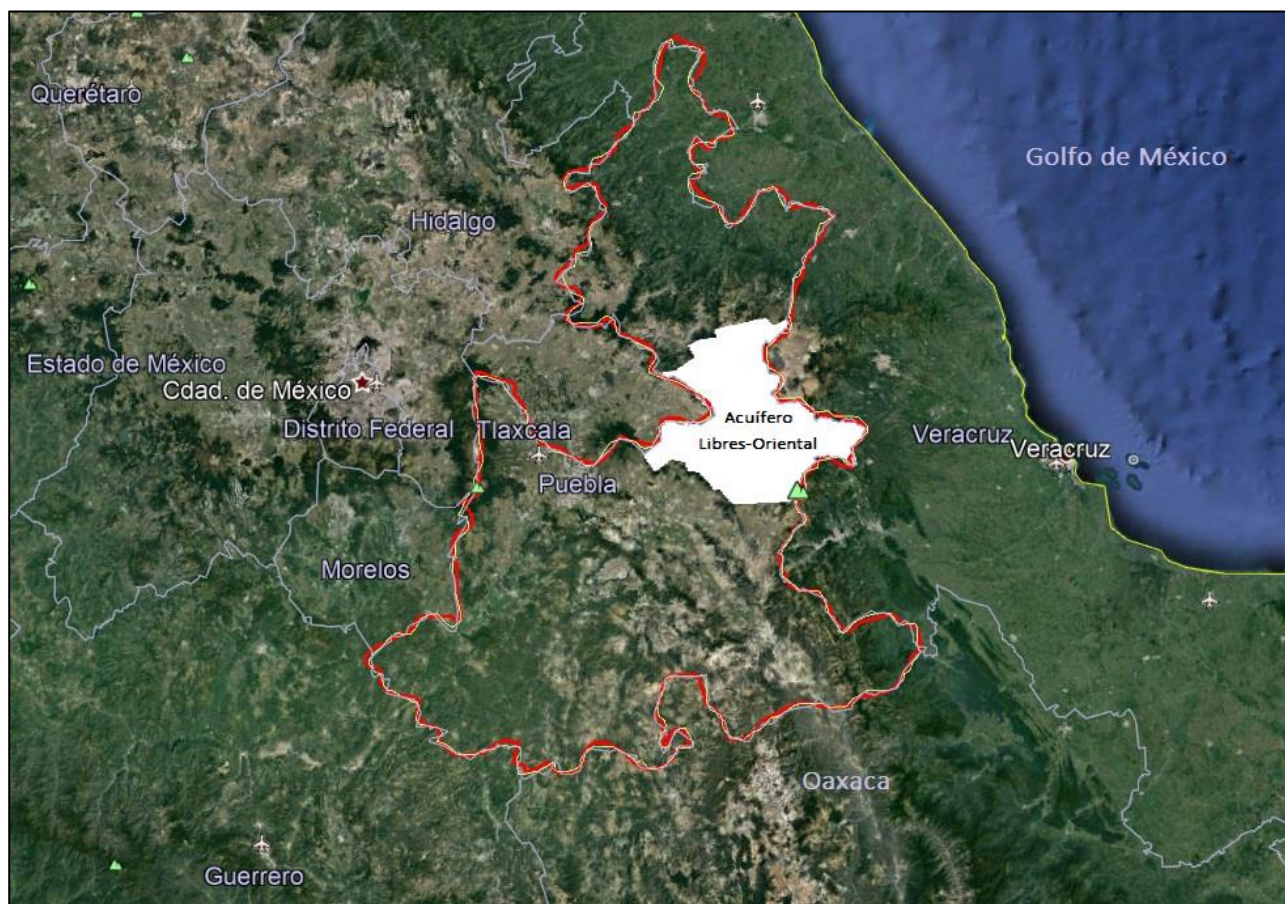 Querétaro
Golfo de México
Hidalgo
Estado de México
Cdad. de México
Distrito Federal
Tlaxcala
Puebla
Acuífero
Libres-Oriental
Veracruz
Veracruz
Morelos
Oaxaca
Guerrero